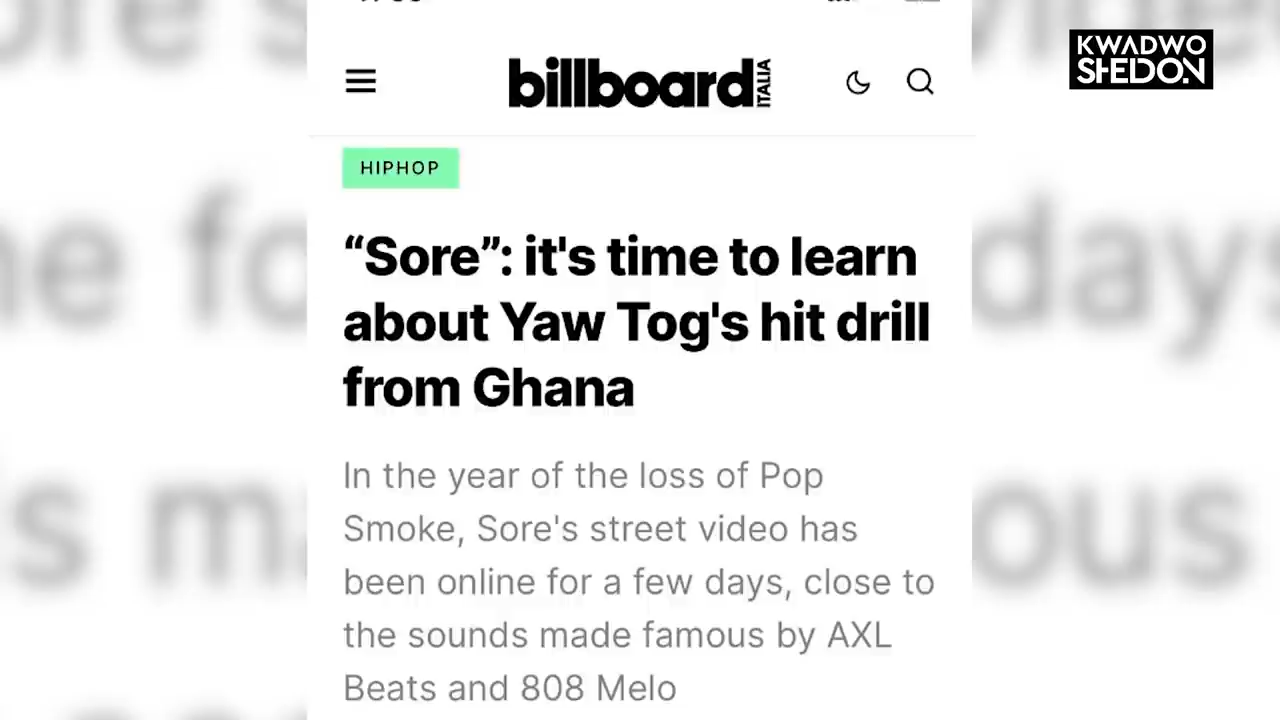 KWADWO
SHEDON
billboard ITALIA
HIPHOP
“Sore”: it's time to learn
about Yaw Tog's hit drill
from Ghana
In the year of the loss of Pop
Smoke, Sore's street video has
been online for a few days, close to
the sounds made famous by AXL
Beats and 808 Melo